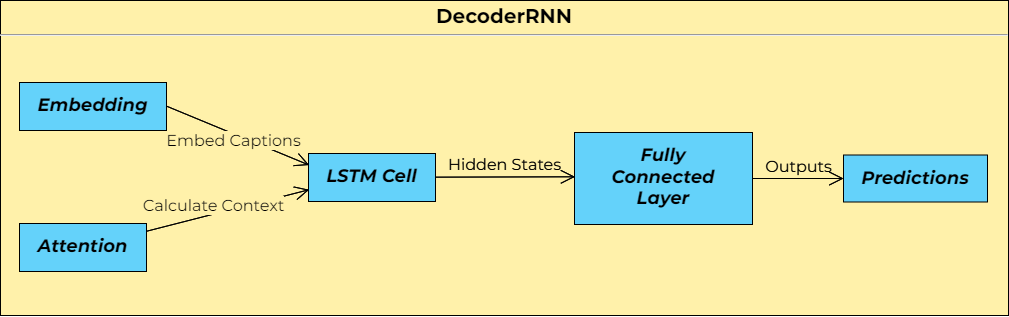 DecoderRNN
Embedding
Embed Captions
Attention
Calculate Context
LSTM Cell
Hidden States
Fully
Connected
Layer
Outputs
Predictions